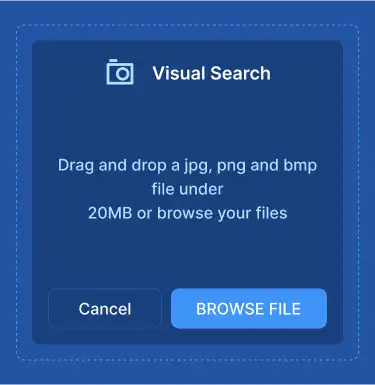 Visual Search
Drag and drop a jpg, png and bmp
file under
20MB or browse your files
Cancel
BROWSE FILE